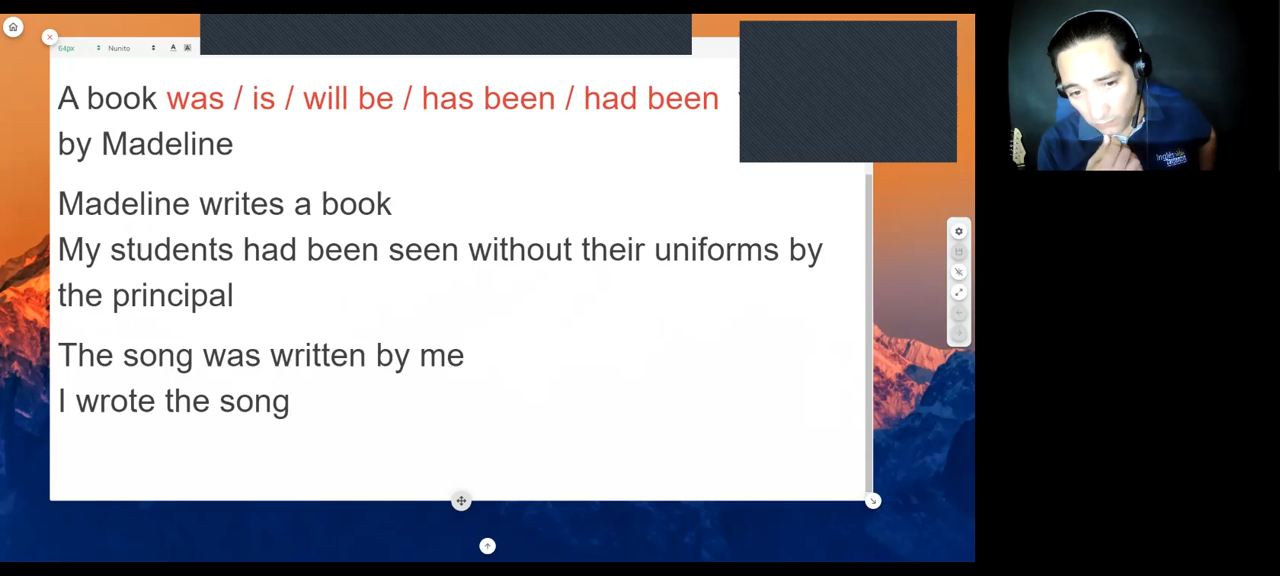 64px Nunito A A
A book was / is / will be / has been / had been
by Madeline
Madeline writes a book
My students had been seen without their uniforms by
the principal
The song was written by me
I wrote the song
Inglés